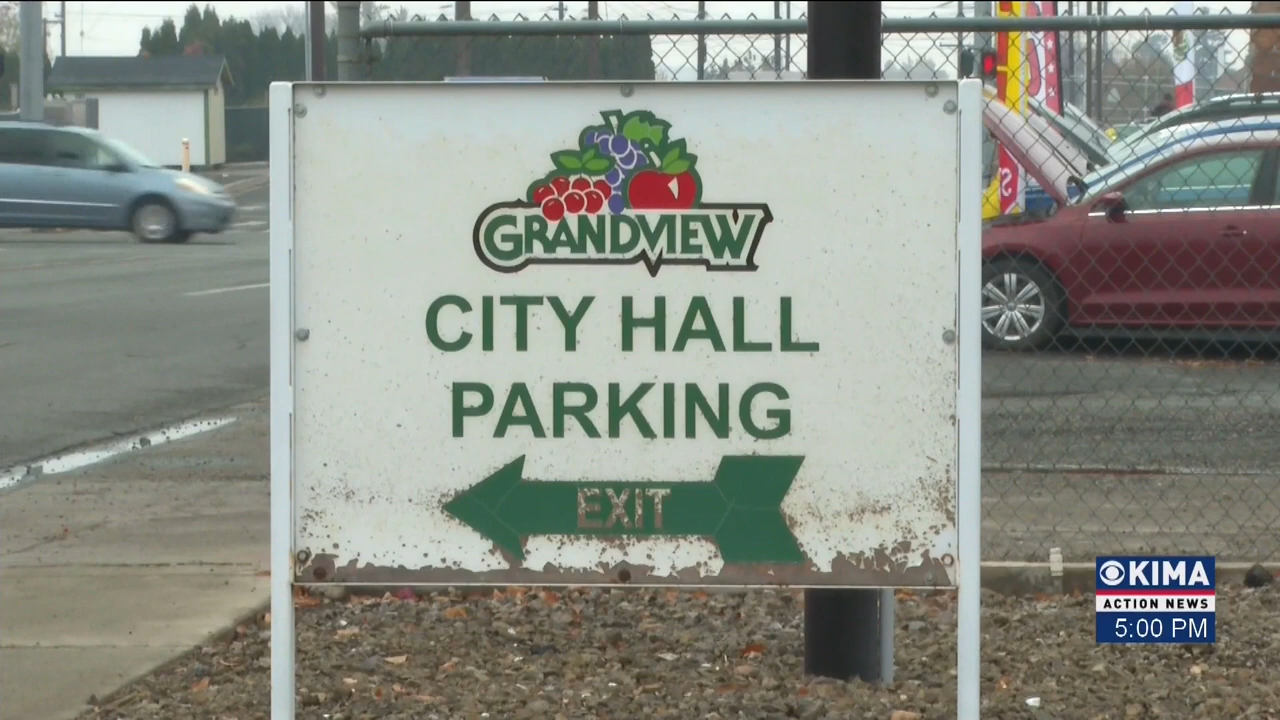 GRANDVIEW
CITY HALL
PARKING
EXIT
KIMA
ACTION NEWS
5:00 PM